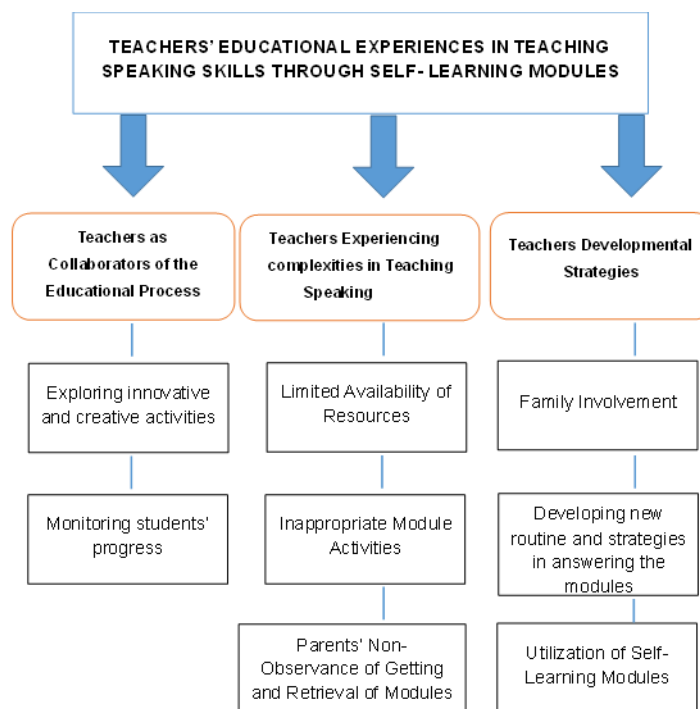 TEACHERS' EDUCATIONAL EXPERIENCES IN TEACHING
SPEAKING SKILLS THROUGH SELF- LEARNING MODULES
Teachers as
Collaborators of the
Educational Process
Teachers Experiencing
complexities in Teaching
Speaking
Teachers Developmental
Strategies
Exploring innovative
and creative activities
Limited Availability of
Resources
Family Involvement
Monitoring students'
progress
Inappropriate Module
Activities
Developing new
routine and strategies
in answering the
modules
Parents' Non-
Observance of Getting
and Retrieval of Modules
Utilization of Self-
Learning Modules